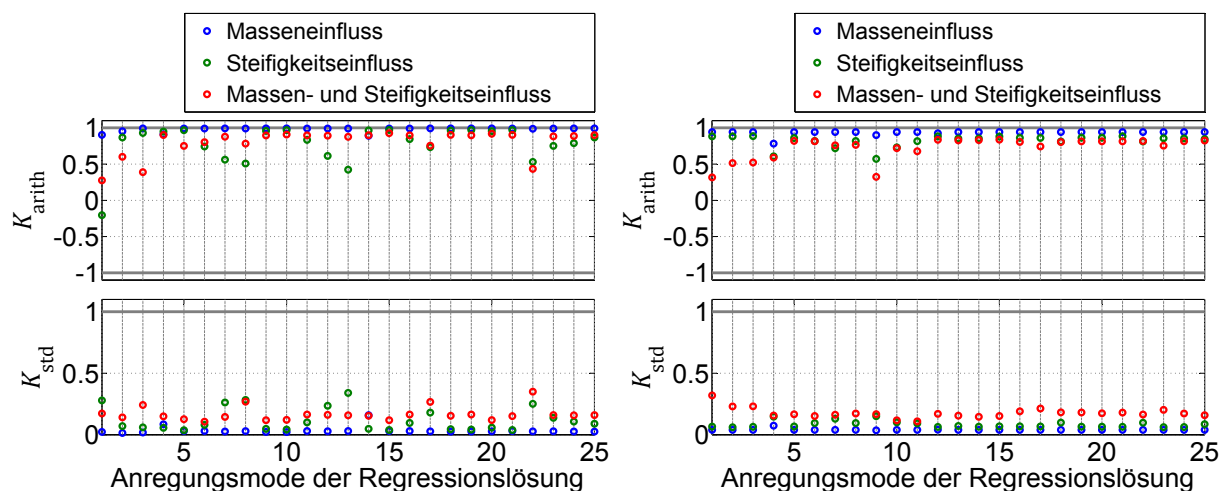 Masseneinfluss
Steifigkeitseinfluss
Massen- und Steifigkeitseinfluss
1
0.5
0
-0.5
-1
K_arith
1
0.5
0
K_std
5 10 15 20 25
Anregungsmode der Regressionslösung
Masseneinfluss
Steifigkeitseinfluss
Massen- und Steifigkeitseinfluss
1
0.5
0
-0.5
-1
K_arith
1
0.5
0
K_std
5 10 15 20 25
Anregungsmode der Regressionslösung